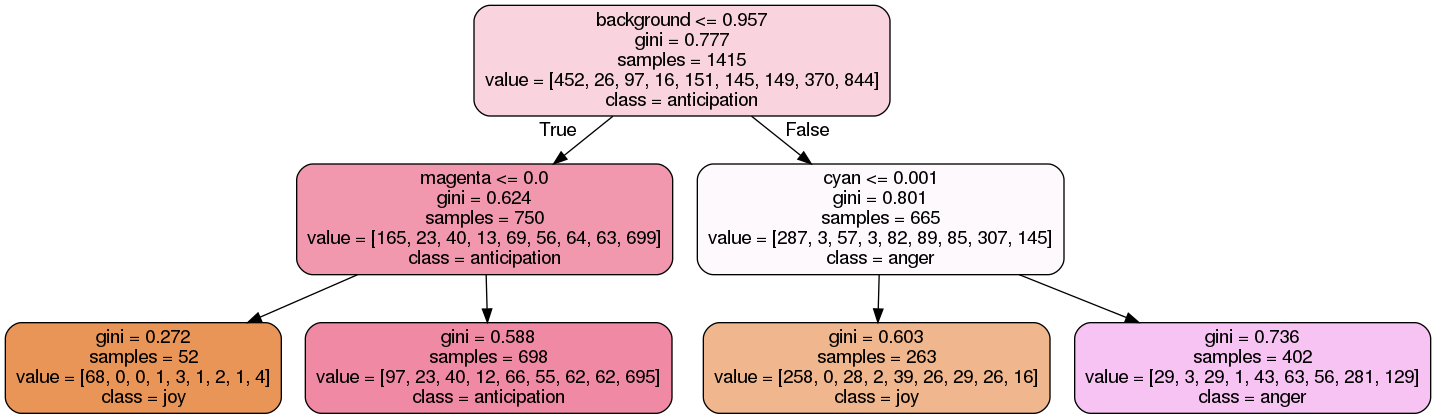 background <= 0.957
gini = 0.777
samples = 1415
value = [452, 26, 97, 16, 151, 145, 149, 370, 844]
class = anticipation
True
False
magenta <= 0.0
gini = 0.624
samples = 750
value = [165, 23, 40, 13, 69, 56, 64, 63, 699]
class = anticipation
cyan <= 0.001
gini = 0.801
samples = 665
value = [287, 3, 57, 3, 82, 89, 85, 307, 145]
class = anger
gini = 0.272
samples = 52
value = [68, 0, 0, 1, 3, 1, 2, 1, 4]
class = joy
gini = 0.588
samples = 698
value = [97, 23, 40, 12, 66, 55, 62, 62, 695]
class = anticipation
gini = 0.603
samples = 263
value = [258, 0, 28, 2, 39, 26, 29, 26, 16]
class = joy
gini = 0.736
samples = 402
value = [29, 3, 29, 1, 43, 63, 56, 281, 129]
class = anger